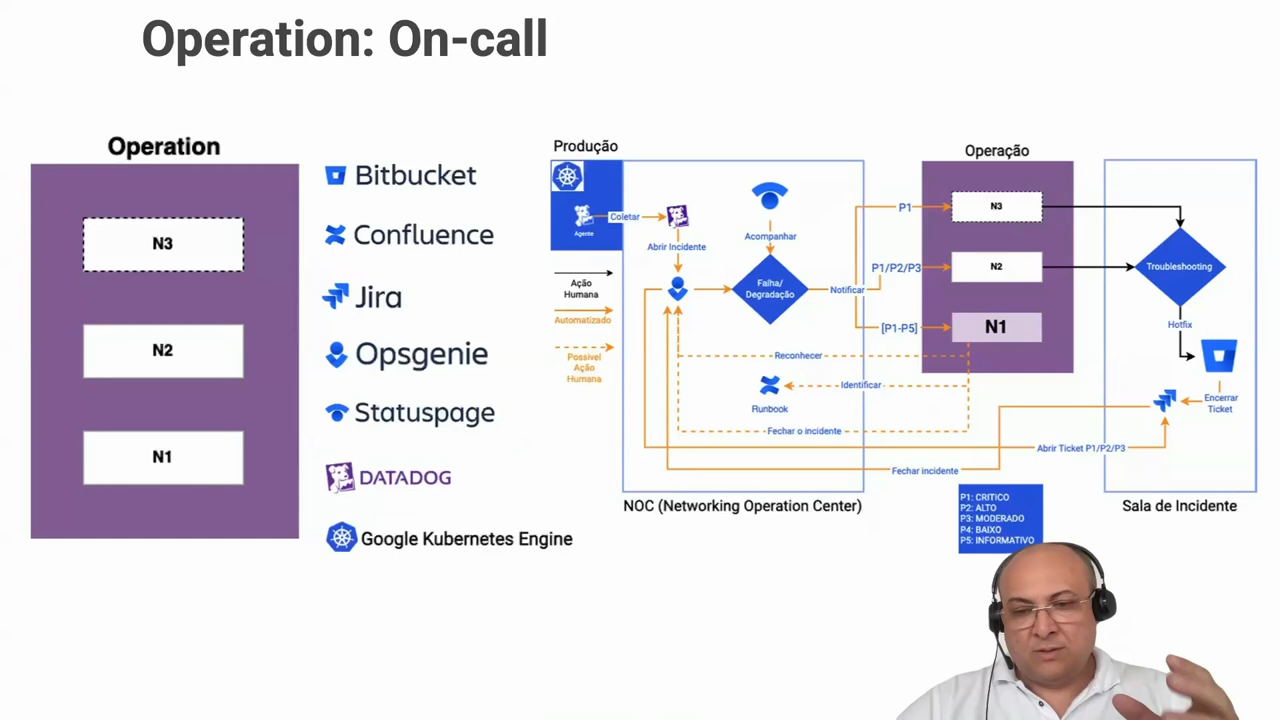 Operation: On-call
Operation
N3
N2
N1
Bitbucket
Confluence
Jira
Opsgenie
Statuspage
DATADOG
Google Kubernetes Engine
Produção
Agente
Coletar
Abrir Incidente
Ação
Humana
Automatizado
Possivel
Ação
Humana
Acompanhar
Falha/
Degradação
Notificar
Reconhecer
Identificar
Runbook
Fechar o incidente
NOC (Networking Operation Center)
P1
P1/P2/P3
[P1-P5]
Operação
N3
N2
N1
Troubleshooting
Hotfix
Encerrar
Ticket
Abrir Ticket P1/P2/P3
Fechar incidente
Sala de Incidente
P1: CRITICO
P2: ALTO
P3: MODERADO
P4: BAIXO
P5: INFORMATIVO